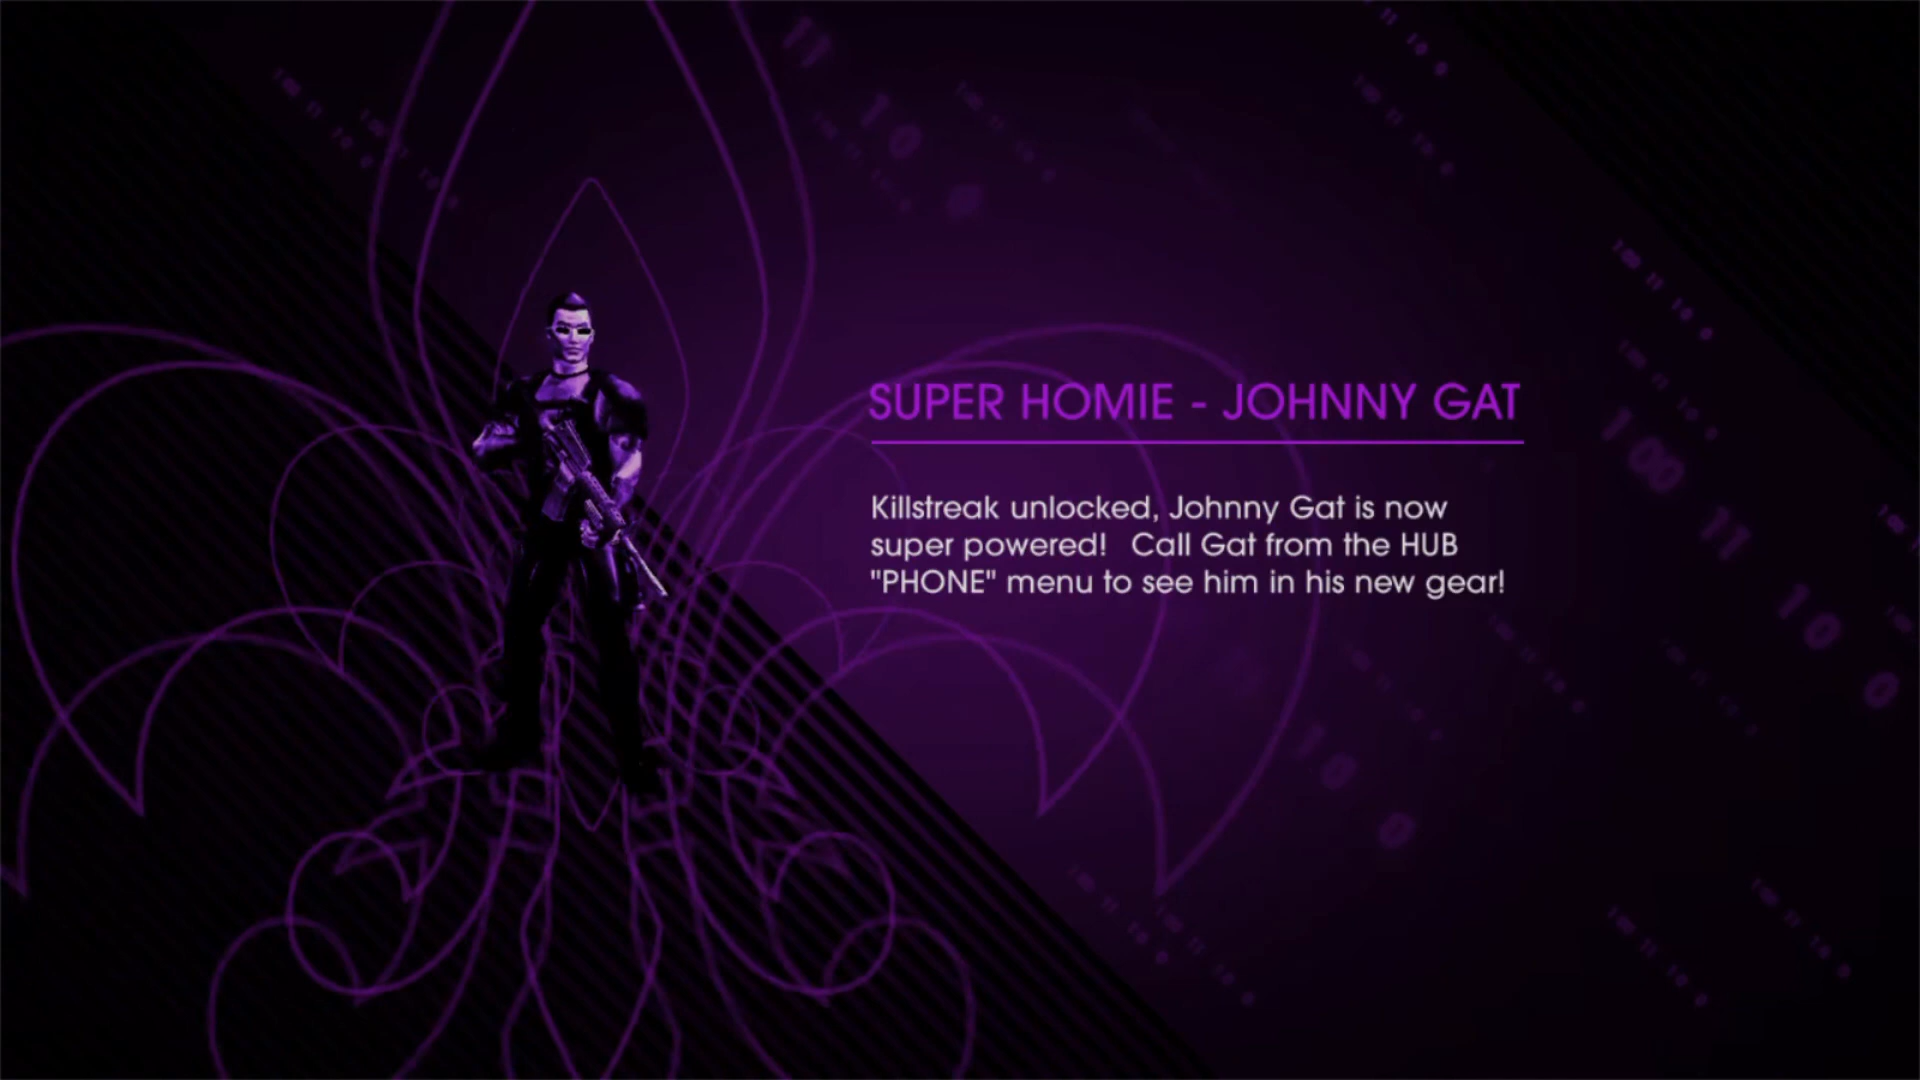 SUPER HOMIE - JOHNNY GAT
Killstreak unlocked, Johnny Gat is now
super powered!  Call Gat from the HUB
"PHONE" menu to see him in his new gear!